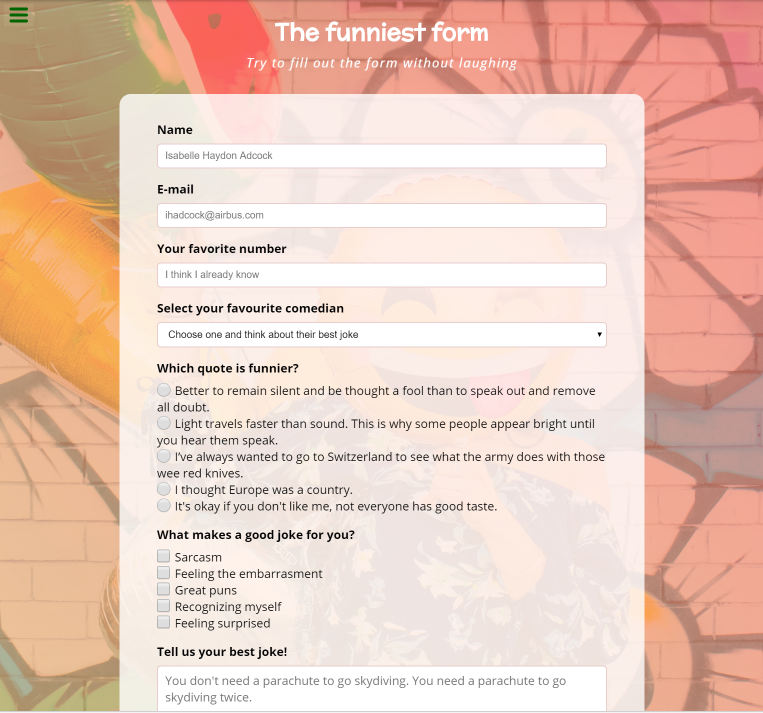 The funniest form
Try to fill out the form without laughing
Name
Isabelle Haydon Adcock
E-mail
ihadcock@airbus.com
Your favorite number
I think I already know
Select your favourite comedian
Choose one and think about their best joke
Which quote is funnier?
Better to remain silent and be thought a fool than to speak out and remove
all doubt.
Light travels faster than sound. This is why some people appear bright until
you hear them speak.
I've always wanted to go to Switzerland to see what the army does with those
wee red knives.
I thought Europe was a country.
It's okay if you don't like me, not everyone has good taste.
What makes a good joke for you?
Sarcasm
Feeling the embarrasment
Great puns
Recognizing myself
Feeling surprised
Tell us your best joke!
You don't need a parachute to go skydiving. You need a parachute to go
skydiving twice.